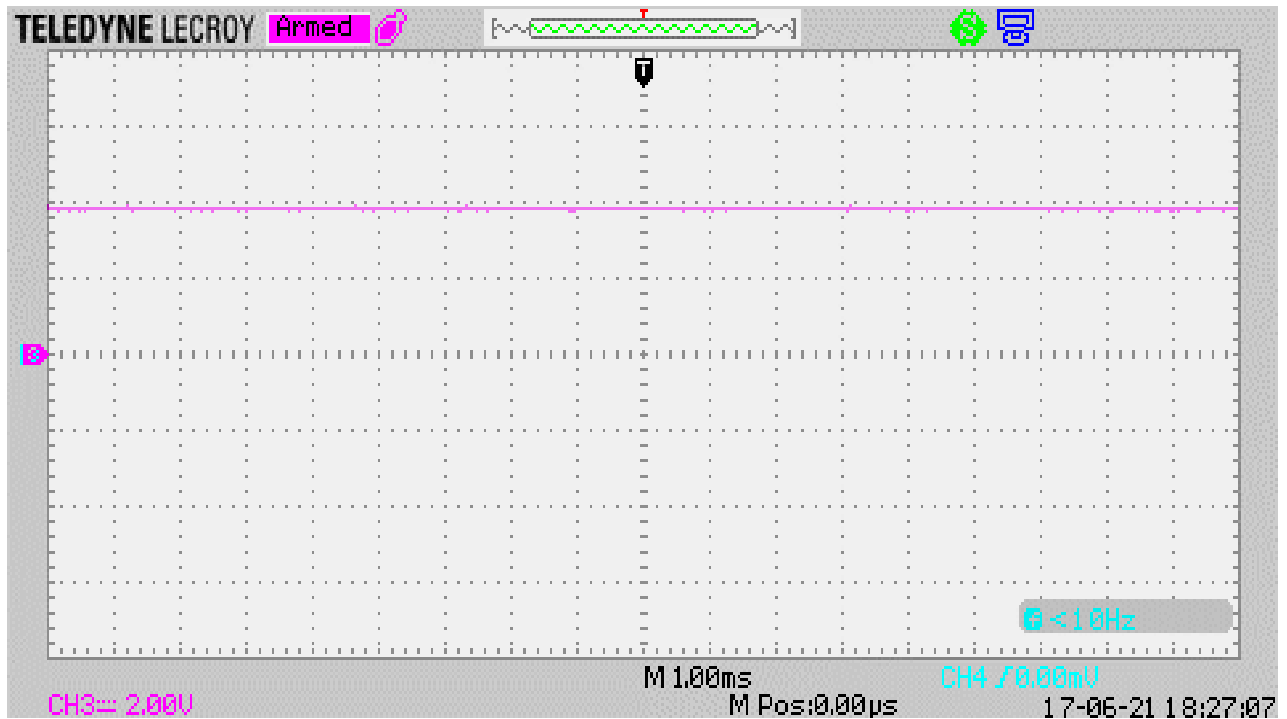 TELEDYNE LECROY Armed
T
T
3
f <10Hz
M 1.00ms CH4 0.00mV
CH3 2.00V M Pos:0.00µs 17-06-21 18:27:07